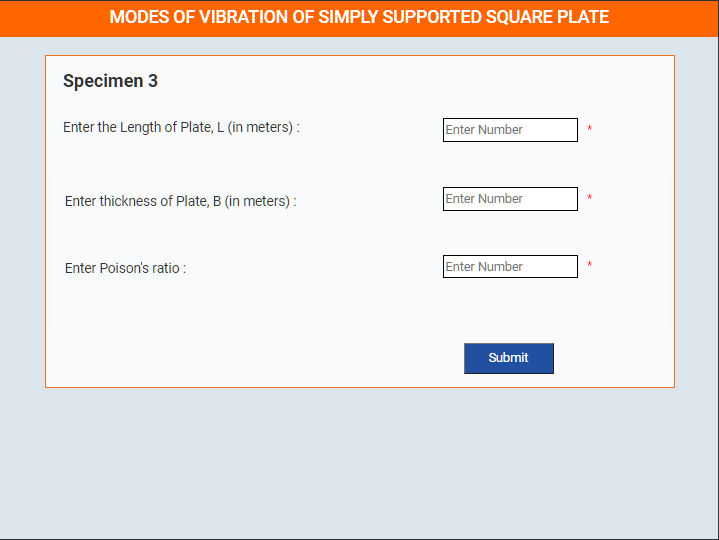 MODES OF VIBRATION OF SIMPLY SUPPORTED SQUARE PLATE
Specimen 3
Enter the Length of Plate, L (in meters) : Enter Number *
Enter thickness of Plate, B (in meters) : Enter Number *
Enter Poison's ratio : Enter Number *
Submit